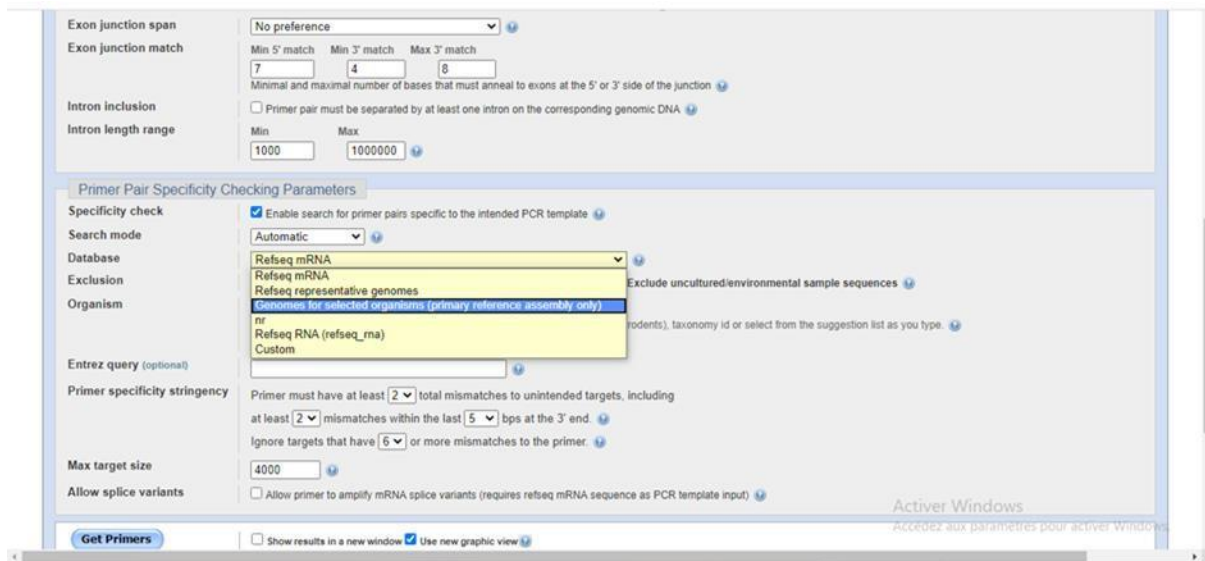 Exon junction span No preference
Exon junction match Min 5' match Min 3' match Max 3' match
7 4 8
Minimal and maximal number of bases that must anneal to exons at the 5' or 3' side of the junction
Intron inclusion Primer pair must be separated by at least one intron on the corresponding genomic DNA
Intron length range Min Max
1000 1000000
Primer Pair Specificity Checking Parameters
Specificity check Enable search for primer pairs specific to the intended PCR template
Search mode Automatic
Database Refseq mRNA
Refseq mRNA
Exclusion Exclude uncultured/environmental sample sequences
Refseq representative genomes
Organism Genomes for selected organisms (primary reference assembly only)
nr rodents), taxonomy id or select from the suggestion list as you type.
Refseq RNA (refseq_rna)
Custom
Entrez query (optional)
Primer specificity stringency Primer must have at least 2 total mismatches to unintended targets, including
at least 2 mismatches within the last 5 bps at the 3' end.
Ignore targets that have 6 or more mismatches to the primer.
Max target size 4000
Allow splice variants Allow primer to amplify mRNA splice variants (requires refseq mRNA sequence as PCR template input)
Activer Windows
Accédez aux paramètres pour activer Windows.
Get Primers Show results in a new window Use new graphic view